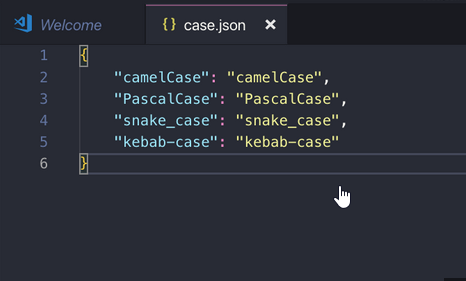 Welcome
{} case.json ×
1 {
2 "camelCase": "camelCase",
3 "PascalCase": "PascalCase",
4 "snake_case": "snake_case",
5 "kebab-case": "kebab-case"
6 }